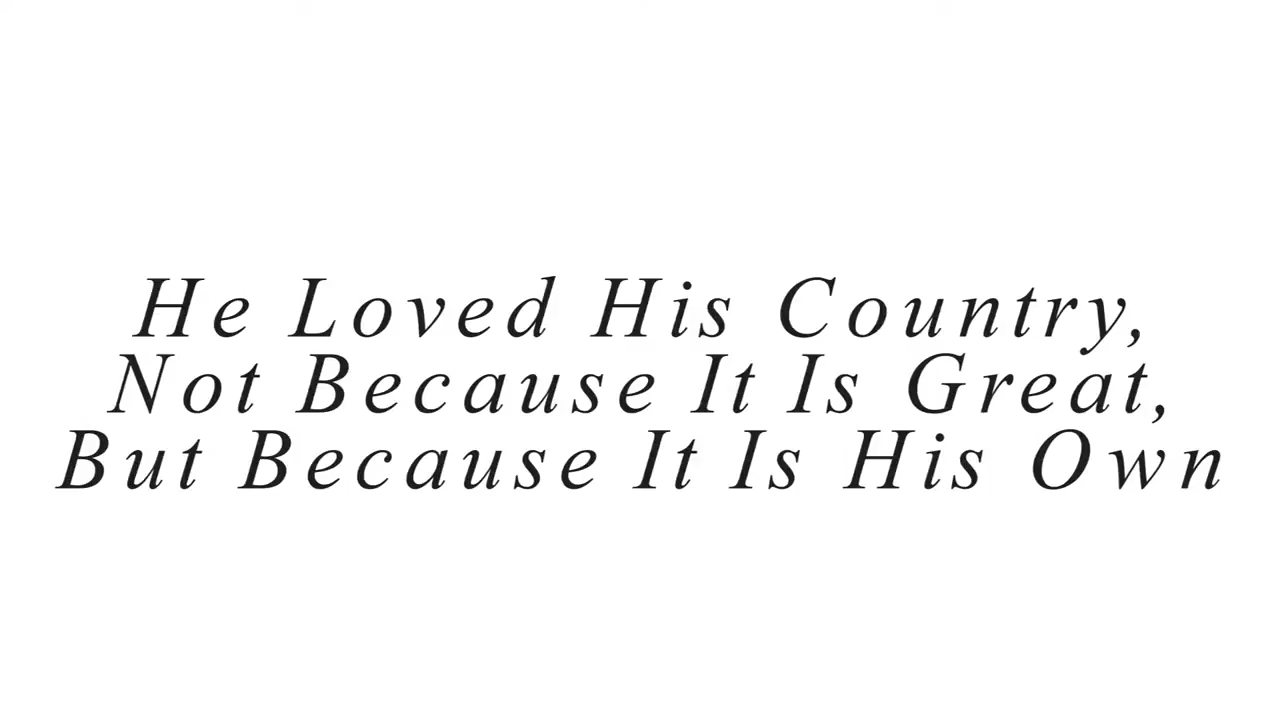 He Loved His Country,
Not Because It Is Great,
But Because It Is His Own